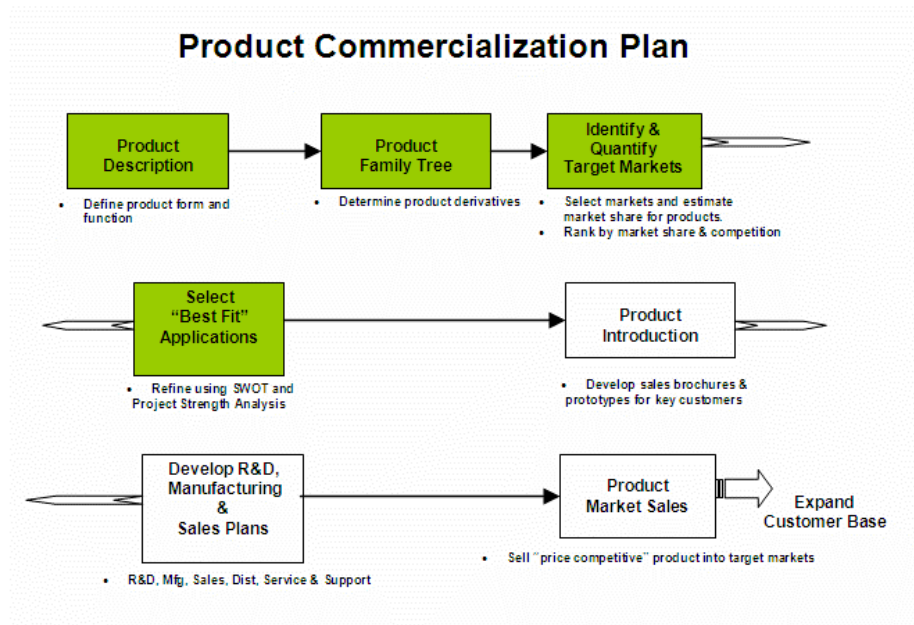 Product Commercialization Plan
Product
Description
Product
Family Tree
Identify &
Quantify
Target Markets
• Define product form and
function
• Determine product derivatives
• Select markets and estimate
market share for products.
• Rank by market share & competition
Select
“Best Fit”
Applications
Product
Introduction
• Refine using SWOT and
Project Strength Analysis
• Develop sales brochures &
prototypes for key customers
Develop R&D,
Manufacturing
&
Sales Plans
Product
Market Sales
Expand
Customer Base
• R&D, Mfg, Sales, Dist, Service & Support
• Sell “price competitive” product into target markets